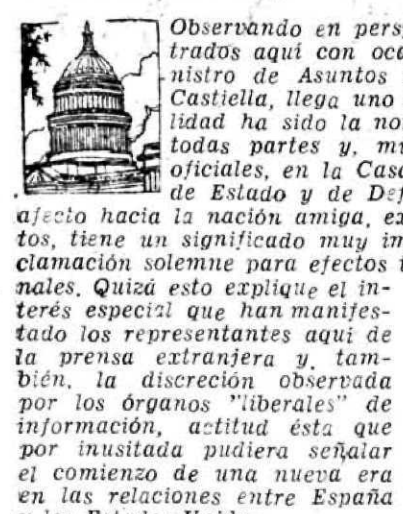 Observando en pers
trados aquí con oca
nistro de Asuntos
Castiella, llega uno
lidad ha sido la no
todas partes y, mu
oficiales, en la Casa
de Estado y de Def
afecto hacia la nación amiga, ex
tos, tiene un significado muy im
clamación solemne para efectos i
nales. Quizá esto explique el in-
terés especial que han manifes-
tado los representantes aquí de
la prensa extranjera y, tam-
bién, la discreción observada
por los órganos "liberales" de
información, actitud ésta que
por inusitada pudiera señalar
el comienzo de una nueva era
en las relaciones entre España